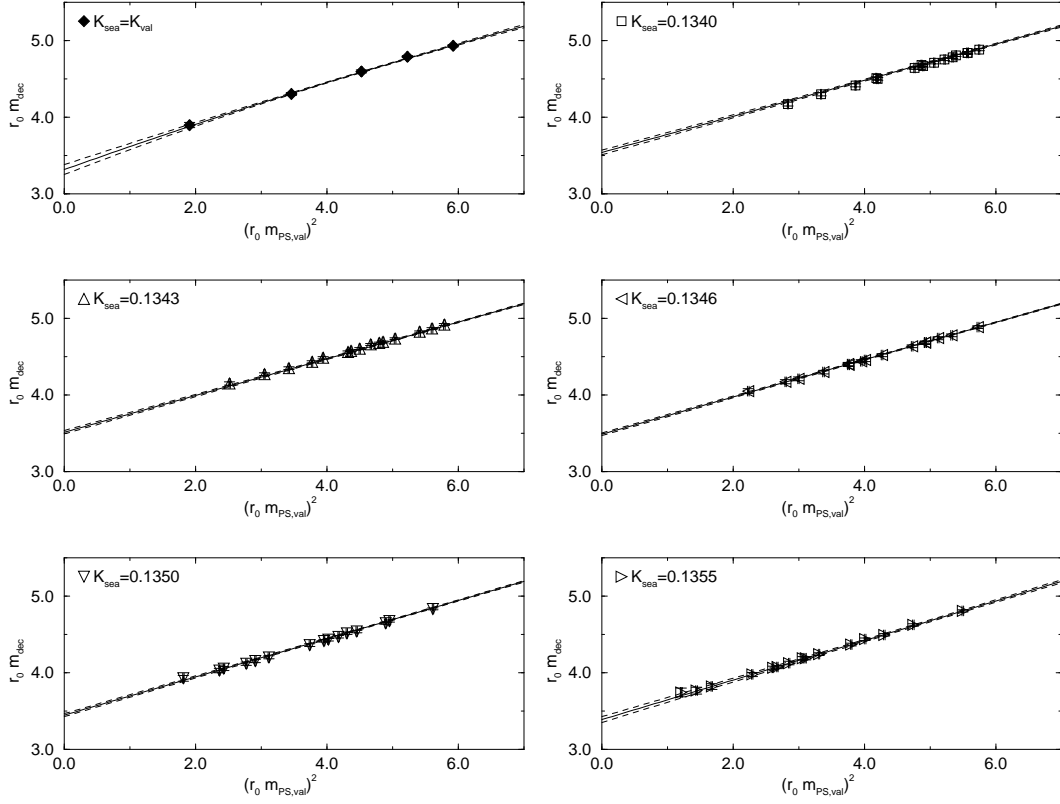 K_sea=K_val
5.0
4.0
3.0
r_0 m_dec
0.0 2.0 4.0 6.0
(r_0 m_PS,val)^2
K_sea=0.1340
5.0
4.0
3.0
r_0 m_dec
0.0 2.0 4.0 6.0
(r_0 m_PS,val)^2
K_sea=0.1343
5.0
4.0
3.0
r_0 m_dec
0.0 2.0 4.0 6.0
(r_0 m_PS,val)^2
K_sea=0.1346
5.0
4.0
3.0
r_0 m_dec
0.0 2.0 4.0 6.0
(r_0 m_PS,val)^2
K_sea=0.1350
5.0
4.0
3.0
r_0 m_dec
0.0 2.0 4.0 6.0
(r_0 m_PS,val)^2
K_sea=0.1355
5.0
4.0
3.0
r_0 m_dec
0.0 2.0 4.0 6.0
(r_0 m_PS,val)^2